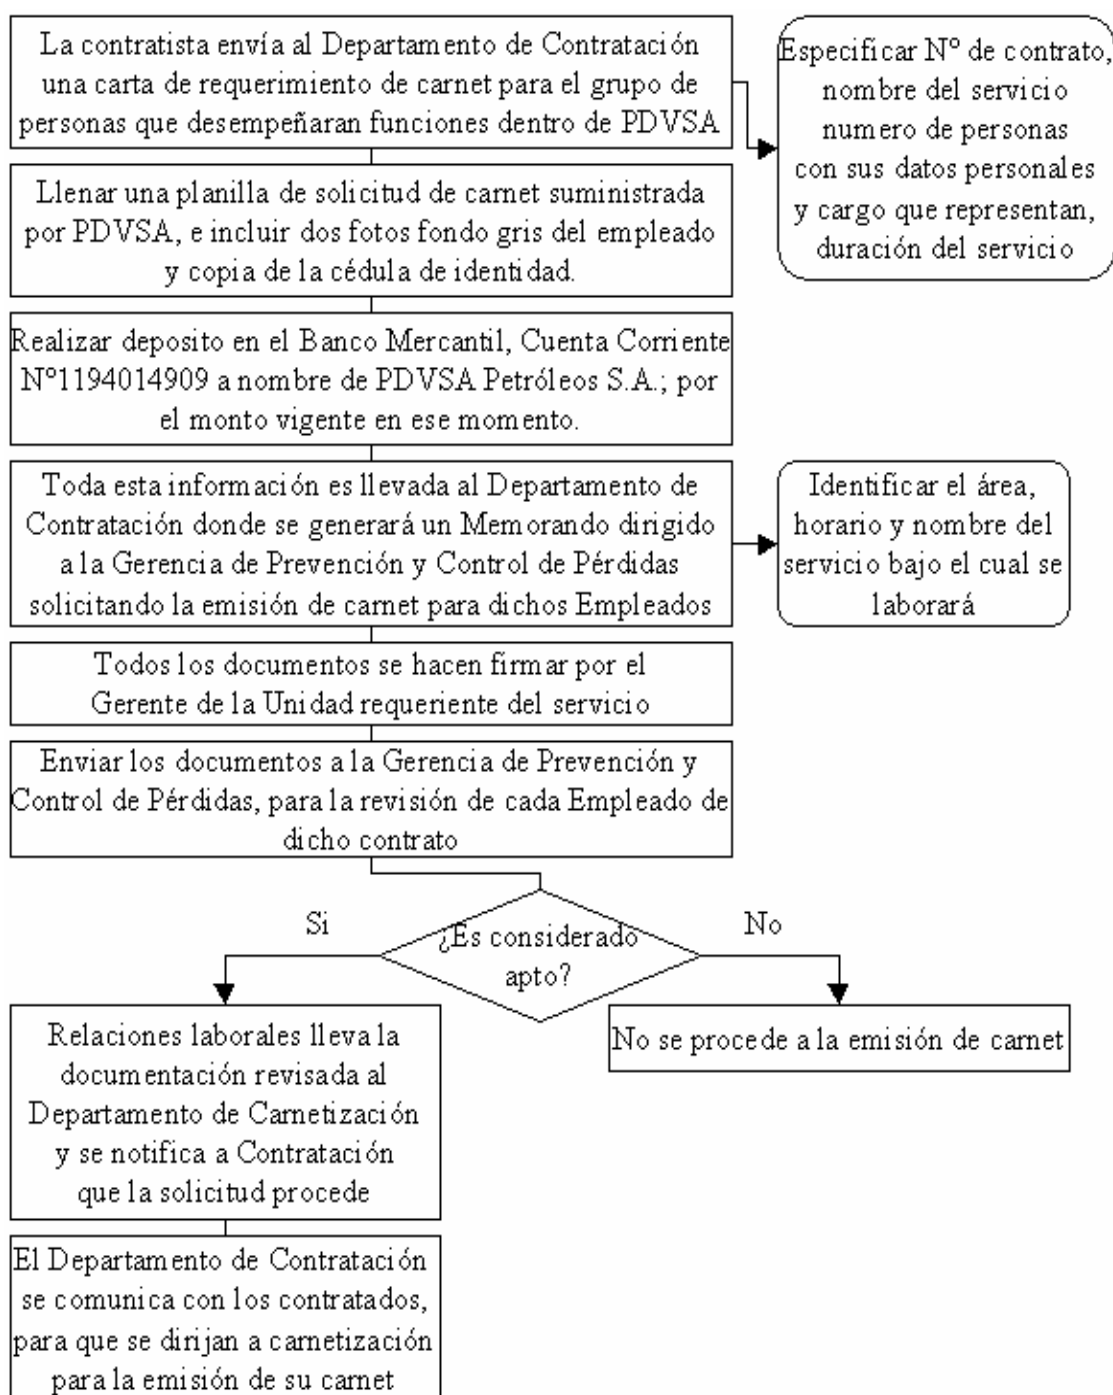 La contratista envía al Departamento de Contratación
una carta de requerimiento de carnet para el grupo de
personas que desempeñaran funciones dentro de PDVSA
Especificar Nº de contrato,
nombre del servicio
numero de personas
con sus datos personales
y cargo que representan,
duración del servicio
Llenar una planilla de solicitud de carnet suministrada
por PDVSA, e incluir dos fotos fondo gris del empleado
y copia de la cédula de identidad.
Realizar deposito en el Banco Mercantil, Cuenta Corriente
Nº1194014909 a nombre de PDVSA Petróleos S.A.; por
el monto vigente en ese momento.
Toda esta información es llevada al Departamento de
Contratación donde se generará un Memorando dirigido
a la Gerencia de Prevención y Control de Pérdidas
solicitando la emisión de carnet para dichos Empleados
Identificar el área,
horario y nombre del
servicio bajo el cual se
laborará
Todos los documentos se hacen firmar por el
Gerente de la Unidad requeriente del servicio
Enviar los documentos a la Gerencia de Prevención y
Control de Pérdidas, para la revisión de cada Empleado de
dicho contrato
¿Es considerado
apto?
Si
No
Relaciones laborales lleva la
documentación revisada al
Departamento de Carnetización
y se notifica a Contratación
que la solicitud procede
No se procede a la emisión de carnet
El Departamento de Contratación
se comunica con los contratados,
para que se dirijan a carnetización
para la emisión de su carnet